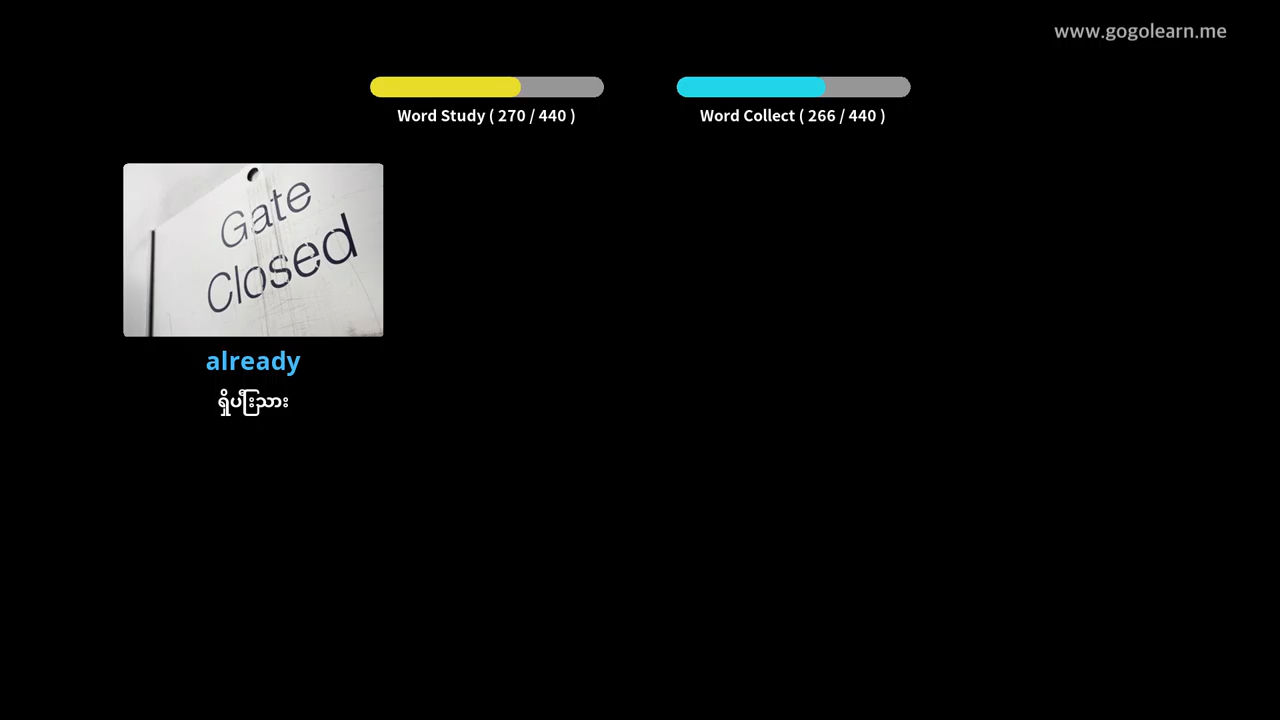 www.gogolearn.me
Word Study ( 270 / 440 )
Word Collect ( 266 / 440 )
Gate
Closed
already
ရှိပြီးသား